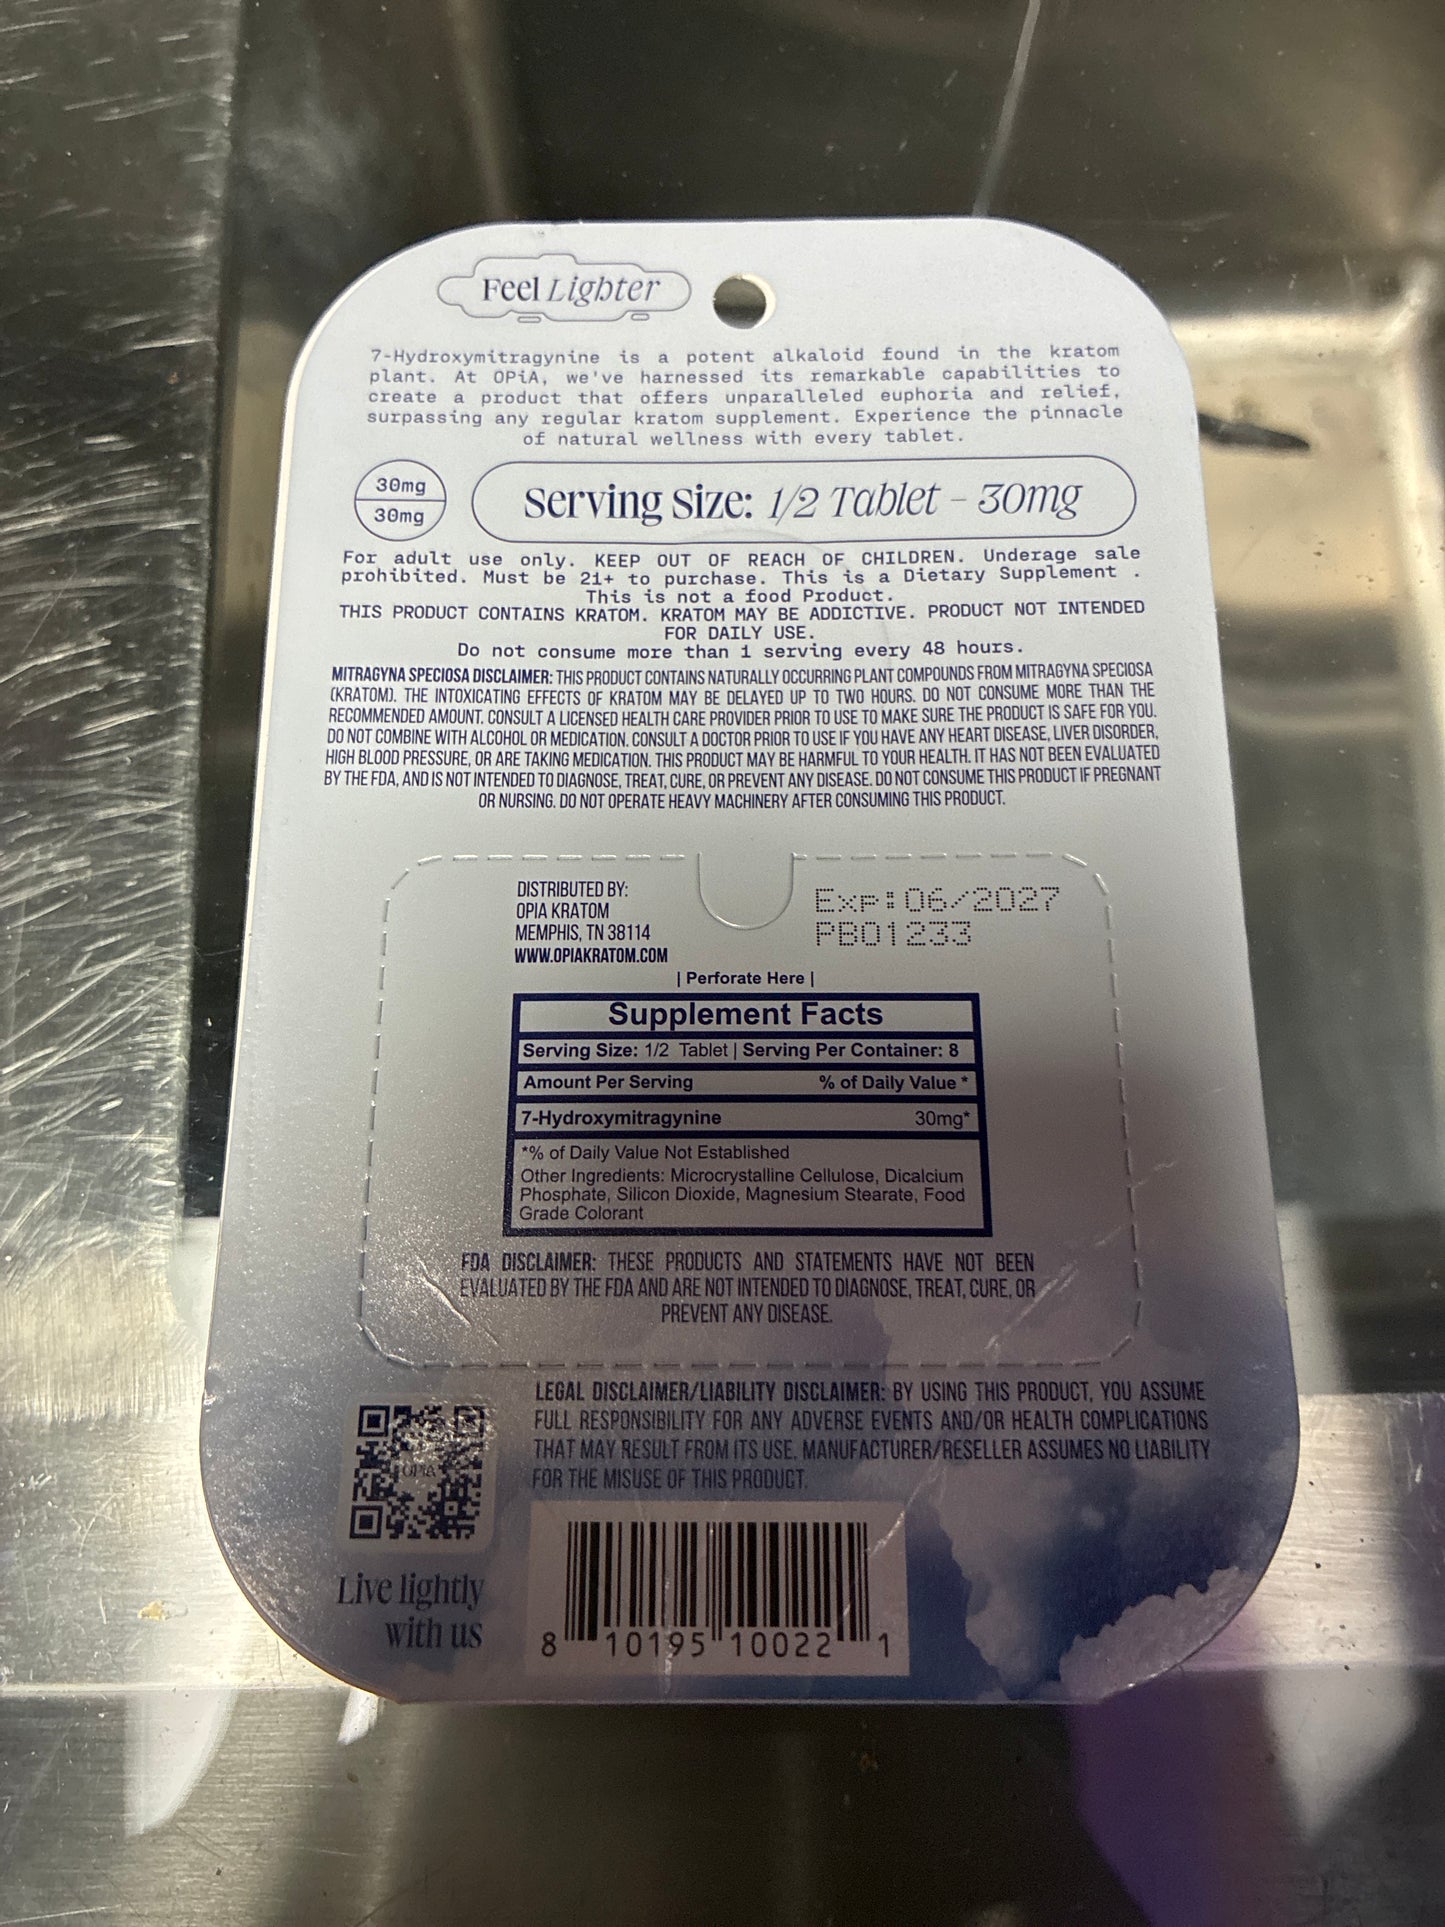 Feel Lighter
7-Hydroxymitragynine is a potent alkaloid found in the kratom
plant. At OPiA, we've harnessed its remarkable capabilities to
create a product that offers unparalleled euphoria and relief,
surpassing any regular kratom supplement. Experience the pinnacle
of natural wellness with every tablet.
30mg
30mg
Serving Size: 1/2 Tablet - 30mg
For adult use only. KEEP OUT OF REACH OF CHILDREN. Underage sale
prohibited. Must be 21+ to purchase. This is a Dietary Supplement .
This is not a food Product.
THIS PRODUCT CONTAINS KRATOM. KRATOM MAY BE ADDICTIVE. PRODUCT NOT INTENDED
FOR DAILY USE.
Do not consume more than 1 serving every 48 hours.
MITRAGYNA SPECIOSA DISCLAIMER: THIS PRODUCT CONTAINS NATURALLY OCCURRING PLANT COMPOUNDS FROM MITRAGYNA SPECIOSA
(KRATOM). THE INTOXICATING EFFECTS OF KRATOM MAY BE DELAYED UP TO TWO HOURS. DO NOT CONSUME MORE THAN THE
RECOMMENDED AMOUNT. CONSULT A LICENSED HEALTH CARE PROVIDER PRIOR TO USE TO MAKE SURE THE PRODUCT IS SAFE FOR YOU.
DO NOT COMBINE WITH ALCOHOL OR MEDICATION. CONSULT A DOCTOR PRIOR TO USE IF YOU HAVE ANY HEART DISEASE, LIVER DISORDER,
HIGH BLOOD PRESSURE, OR ARE TAKING MEDICATION. THIS PRODUCT MAY BE HARMFUL TO YOUR HEALTH. IT HAS NOT BEEN EVALUATED
BY THE FDA, AND IS NOT INTENDED TO DIAGNOSE, TREAT, CURE, OR PREVENT ANY DISEASE. DO NOT CONSUME THIS PRODUCT IF PREGNANT
OR NURSING. DO NOT OPERATE HEAVY MACHINERY AFTER CONSUMING THIS PRODUCT.
DISTRIBUTED BY:
OPIA KRATOM
MEMPHIS, TN 38114
WWW.OPIAKRATOM.COM
Exp:06/2027
PB01233
| Perforate Here |
Supplement Facts
Serving Size: 1/2 Tablet | Serving Per Container: 8
Amount Per Serving % of Daily Value *
7-Hydroxymitragynine 30mg*
*% of Daily Value Not Established
Other Ingredients: Microcrystalline Cellulose, Dicalcium
Phosphate, Silicon Dioxide, Magnesium Stearate, Food
Grade Colorant
FDA DISCLAIMER: THESE PRODUCTS AND STATEMENTS HAVE NOT BEEN
EVALUATED BY THE FDA AND ARE NOT INTENDED TO DIAGNOSE, TREAT, CURE, OR
PREVENT ANY DISEASE.
LEGAL DISCLAIMER/LIABILITY DISCLAIMER: BY USING THIS PRODUCT, YOU ASSUME
FULL RESPONSIBILITY FOR ANY ADVERSE EVENTS AND/OR HEALTH COMPLICATIONS
THAT MAY RESULT FROM ITS USE. MANUFACTURER/RESELLER ASSUMES NO LIABILITY
FOR THE MISUSE OF THIS PRODUCT.
OPIA
Live lightly
with us
8 10195 10022 1